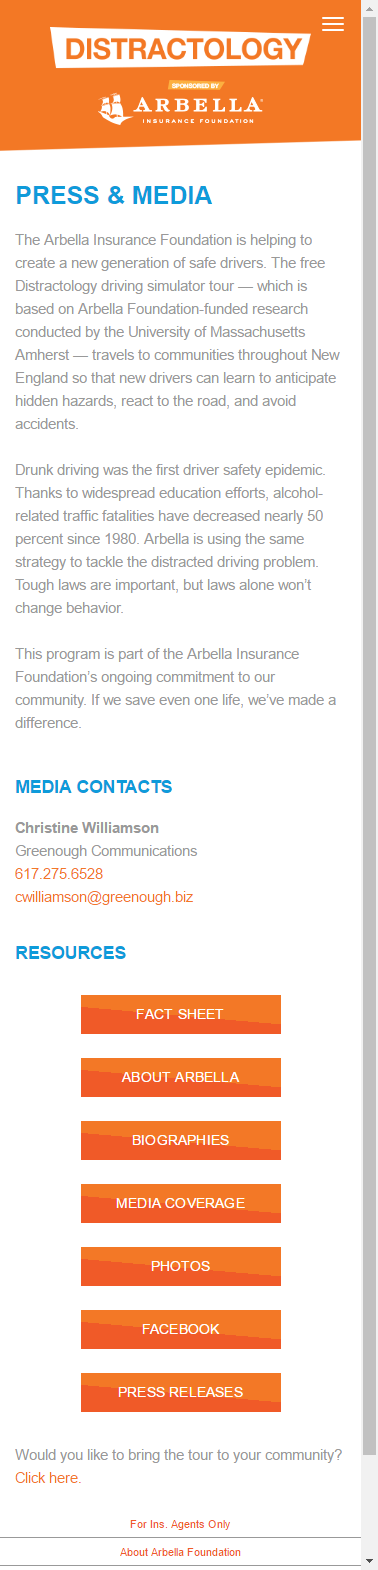 DISTRACTOLOGY
SPONSORED BY
ARBELLA
INSURANCE FOUNDATION
PRESS & MEDIA
The Arbella Insurance Foundation is helping to
create a new generation of safe drivers. The free
Distractology driving simulator tour — which is
based on Arbella Foundation-funded research
conducted by the University of Massachusetts
Amherst — travels to communities throughout New
England so that new drivers can learn to anticipate
hidden hazards, react to the road, and avoid
accidents.
Drunk driving was the first driver safety epidemic.
Thanks to widespread education efforts, alcohol-
related traffic fatalities have decreased nearly 50
percent since 1980. Arbella is using the same
strategy to tackle the distracted driving problem.
Tough laws are important, but laws alone won’t
change behavior.
This program is part of the Arbella Insurance
Foundation’s ongoing commitment to our
community. If we save even one life, we’ve made a
difference.
MEDIA CONTACTS
Christine Williamson
Greenough Communications
617.275.6528
cwilliamson@greenough.biz
RESOURCES
FACT SHEET
ABOUT ARBELLA
BIOGRAPHIES
MEDIA COVERAGE
PHOTOS
FACEBOOK
PRESS RELEASES
Would you like to bring the tour to your community?
Click here.
For Ins. Agents Only
About Arbella Foundation